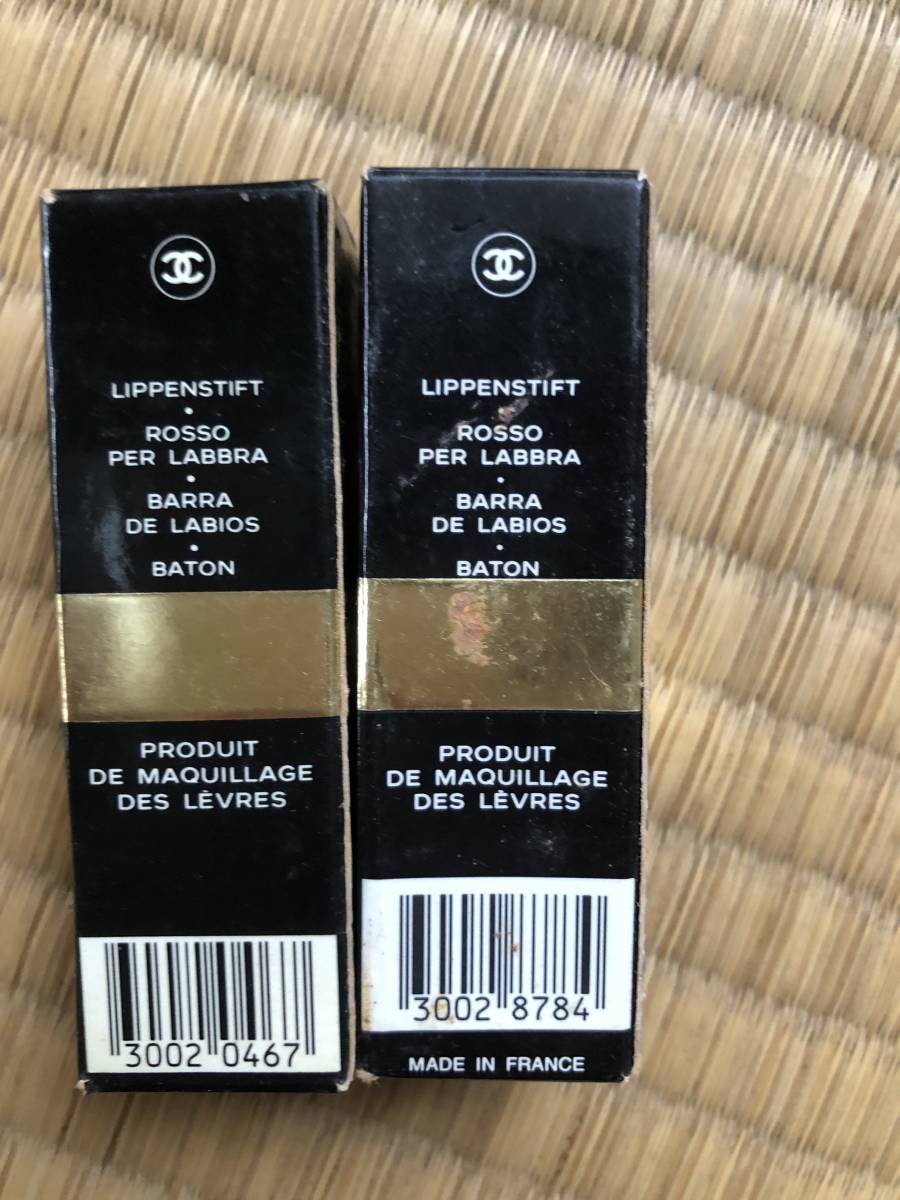 LIPPENSTIFT
•
ROSSO
PER LABBRA
•
BARRA
DE LABIOS
•
BATON
PRODUIT
DE MAQUILLAGE
DES LÈVRES
3002 0467
LIPPENSTIFT
•
ROSSO
PER LABBRA
•
BARRA
DE LABIOS
•
BATON
PRODUIT
DE MAQUILLAGE
DES LÈVRES
3002 8784
MADE IN FRANCE